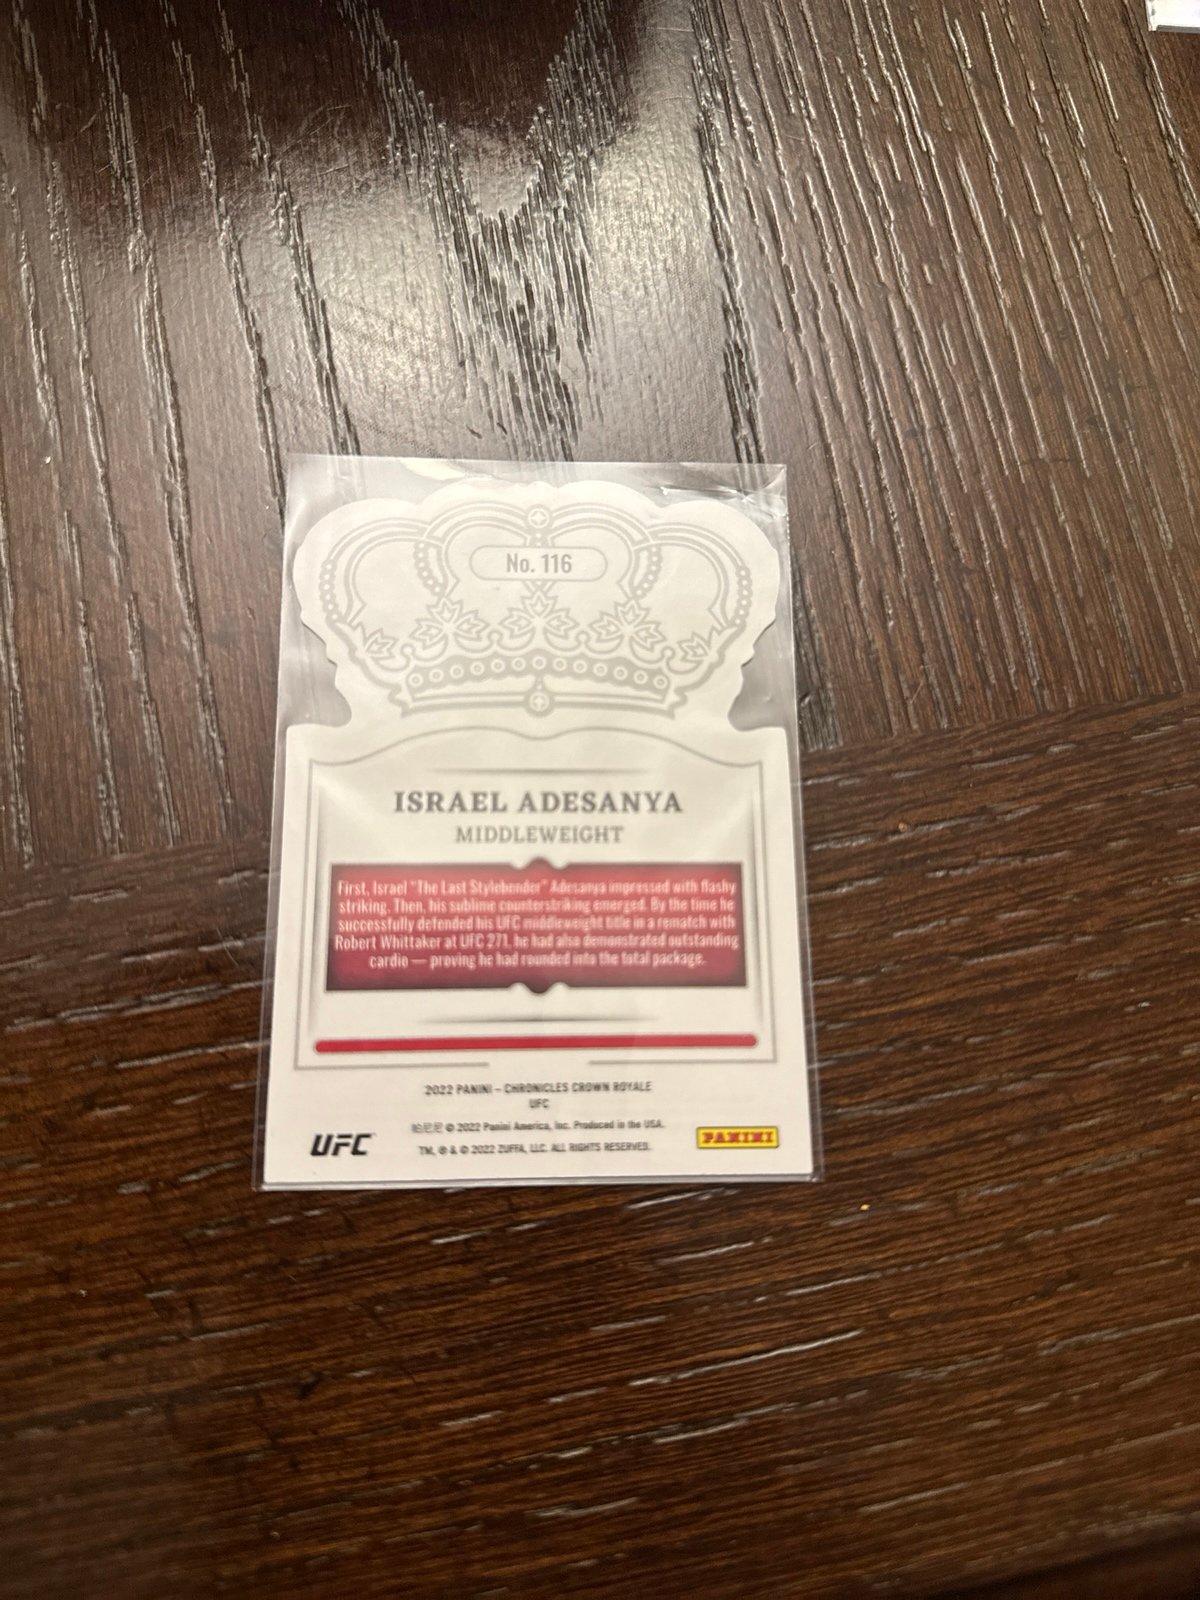 No. 116
ISRAEL ADESANYA
MIDDLEWEIGHT
First, Israel "The Last Stylebender" Adesanya impressed with flashy
striking. Then, his sublime counterstriking emerged. By the time he
successfully defended his UFC middleweight title in a rematch with
Robert Whittaker at UFC 271, he had also demonstrated outstanding
cardio — proving he had rounded into the total package.
2022 PANINI – CHRONICLES CROWN ROYALE
UFC
帕尼尼 © 2022 Panini America, Inc. Produced in the USA.
TM, ® & © 2022 ZUFFA, LLC. ALL RIGHTS RESERVED.
UFC
PANINI